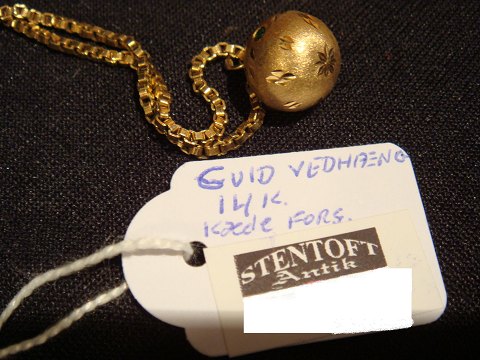 GULD VEDHÆNG
14 K.
Kæde FORG.
STENTOFT
Antik